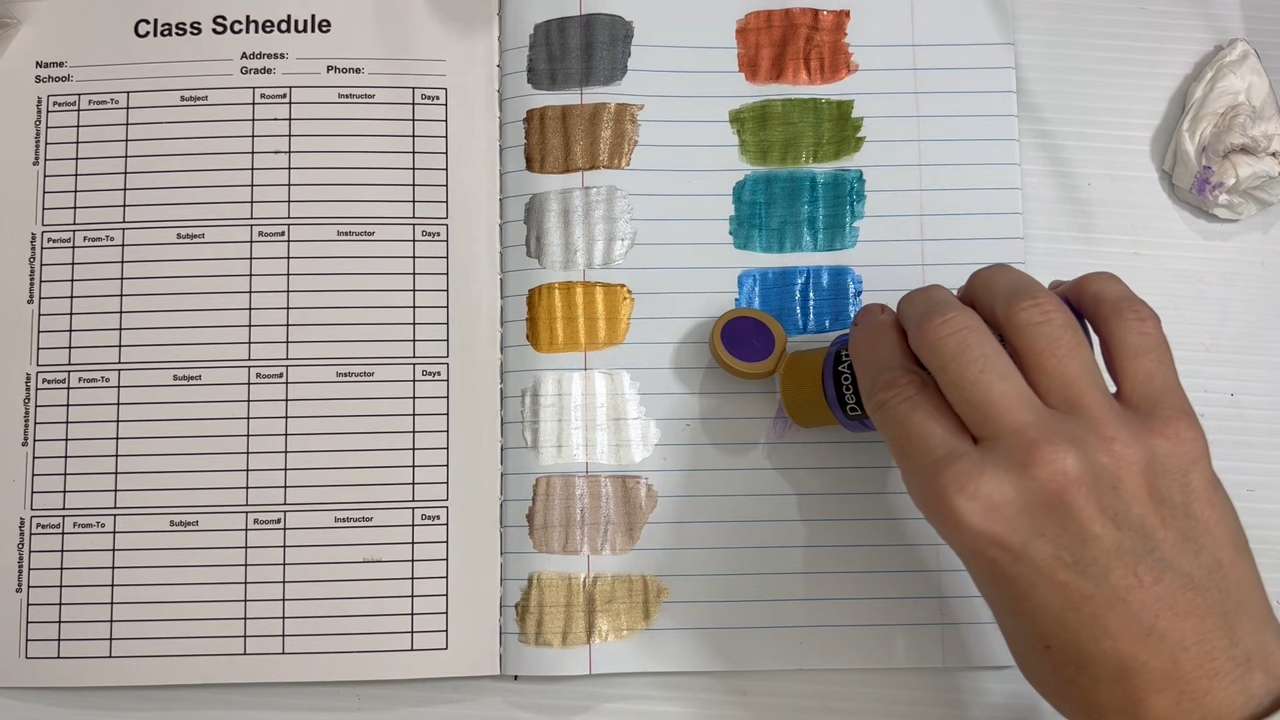 Class Schedule
Name: Address:
School: Grade: Phone:
Semester/Quarter
Period From-To Subject Room# Instructor Days
Semester/Quarter
Period From-To Subject Room# Instructor Days
Semester/Quarter
Period From-To Subject Room# Instructor Days
Semester/Quarter
Period From-To Subject Room# Instructor Days
DecoArt